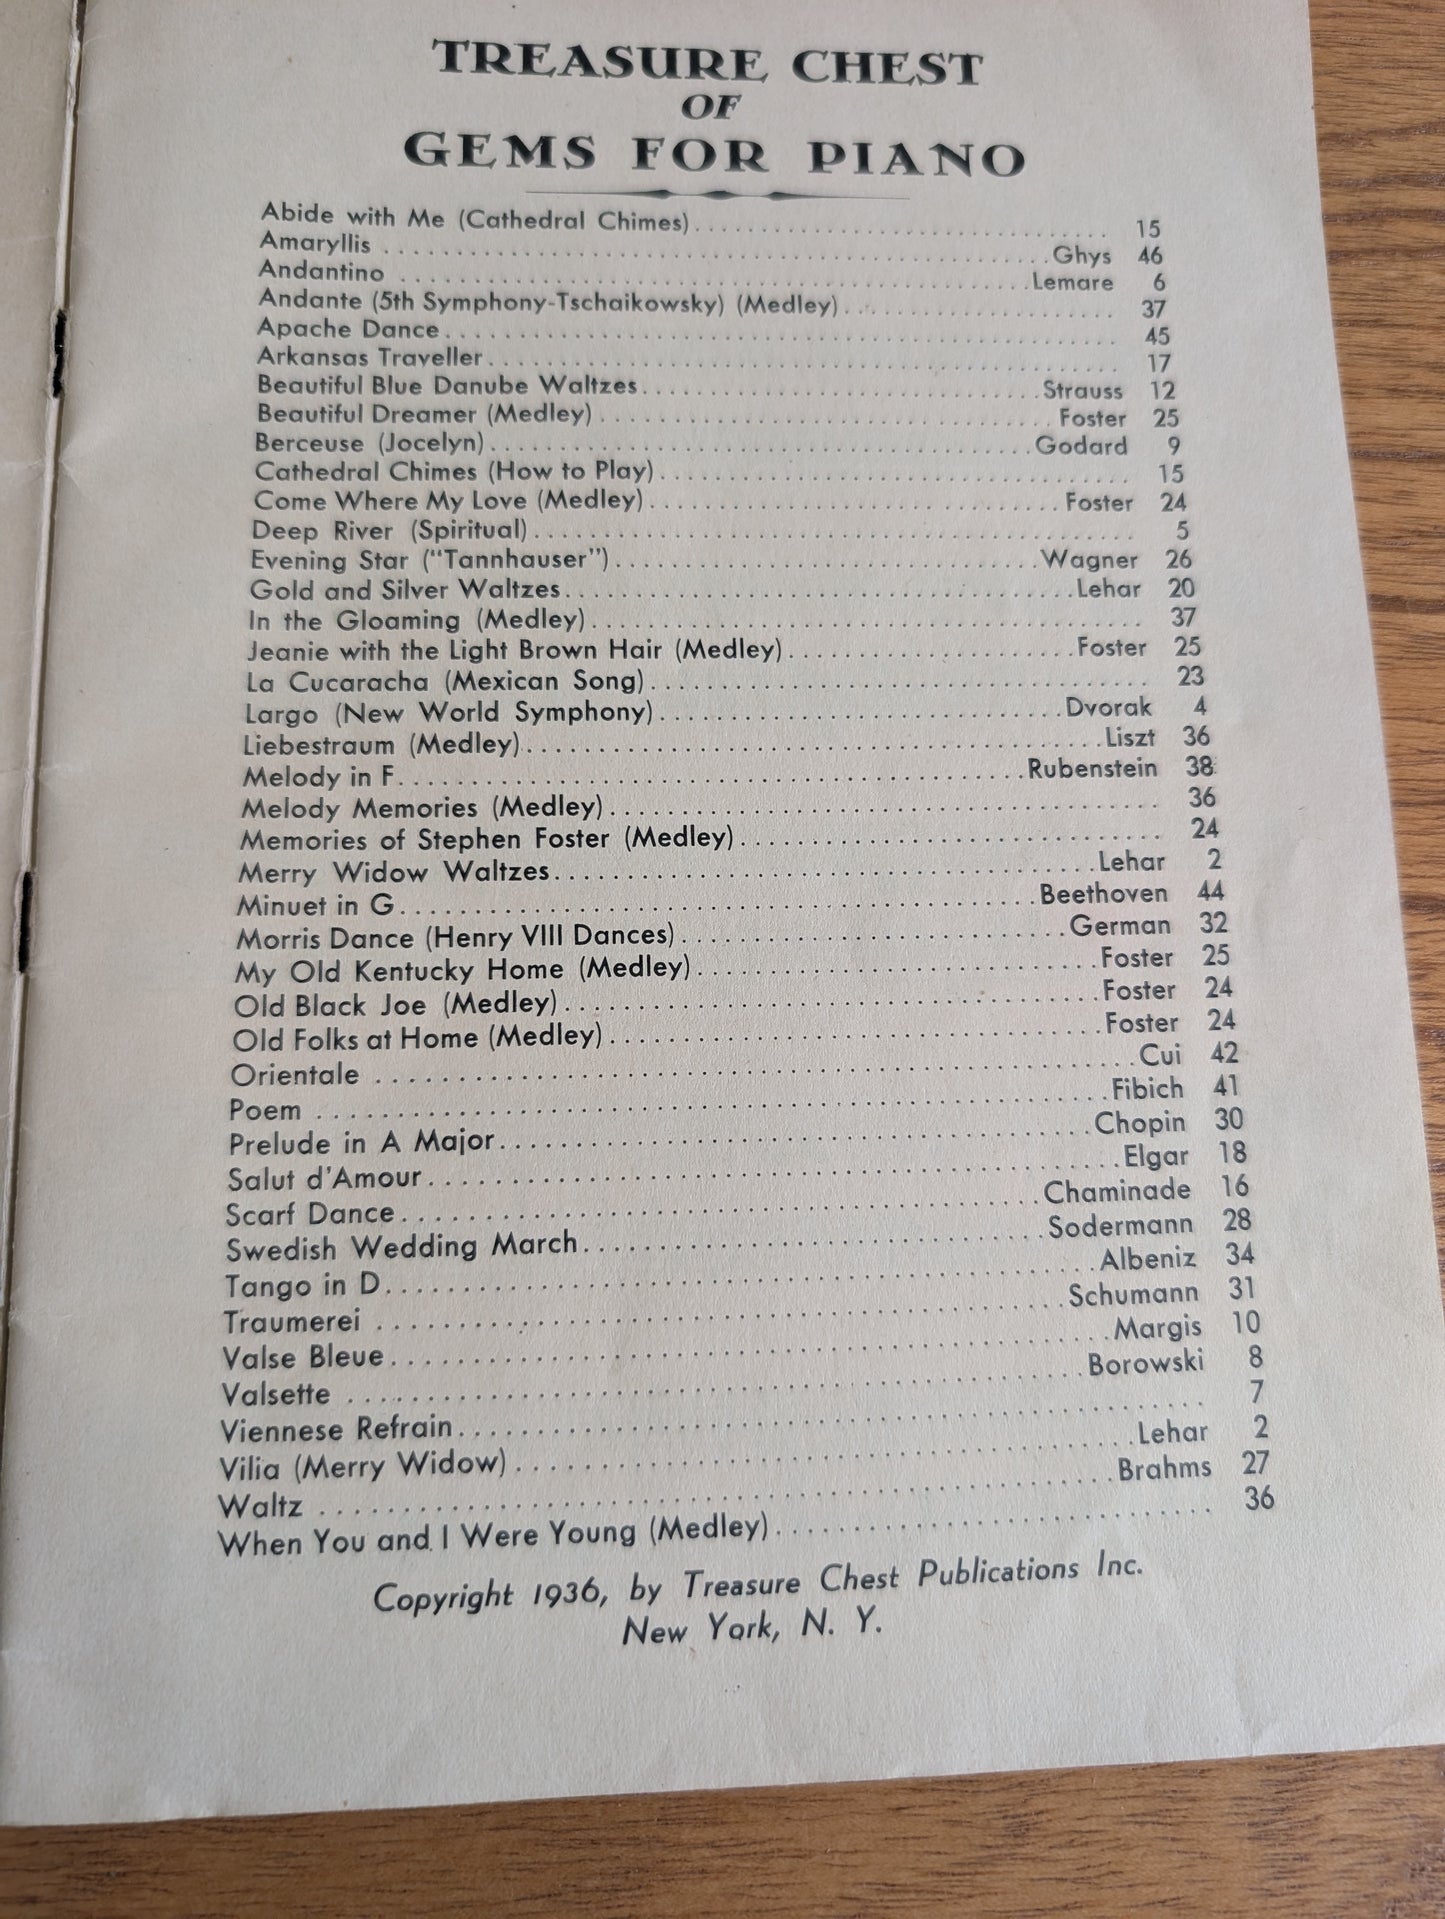 TREASURE CHEST
OF
GEMS FOR PIANO
Abide with Me (Cathedral Chimes)................................ 15
Amaryllis ................................Ghys 46
Andantino ................................Lemare 6
Andante (5th Symphony-Tschaikowsky) (Medley)................................ 37
Apache Dance................................ 45
Arkansas Traveller................................ 17
Beautiful Blue Danube Waltzes................................Strauss 12
Beautiful Dreamer (Medley)................................Foster 25
Berceuse (Jocelyn)................................Godard 9
Cathedral Chimes (How to Play)................................ 15
Come Where My Love (Medley)................................Foster 24
Deep River (Spiritual)................................ 5
Evening Star ("Tannhauser")................................Wagner 26
Gold and Silver Waltzes................................Lehar 20
In the Gloaming (Medley)................................ 37
Jeanie with the Light Brown Hair (Medley)................................Foster 25
La Cucaracha (Mexican Song)................................ 23
Largo (New World Symphony)................................Dvorak 4
Liebestraum (Medley)................................Liszt 36
Melody in F................................Rubenstein 38
Melody Memories (Medley)................................ 36
Memories of Stephen Foster (Medley)................................ 24
Merry Widow Waltzes................................Lehar 2
Minuet in G................................Beethoven 44
Morris Dance (Henry VIII Dances)................................German 32
My Old Kentucky Home (Medley)................................Foster 25
Old Black Joe (Medley)................................Foster 24
Old Folks at Home (Medley)................................Foster 24
Orientale ................................Cui 42
Poem ................................Fibich 41
Prelude in A Major................................Chopin 30
Salut d'Amour................................Elgar 18
Scarf Dance................................Chaminade 16
Swedish Wedding March................................Sodermann 28
Tango in D................................Albeniz 34
Traumerei ................................Schumann 31
Valse Bleue................................Margis 10
Valsette ................................Borowski 8
Viennese Refrain................................ 7
Vilia (Merry Widow)................................Lehar 2
Waltz ................................Brahms 27
When You and I Were Young (Medley)................................ 36
Copyright 1936, by Treasure Chest Publications Inc.
New York, N. Y.